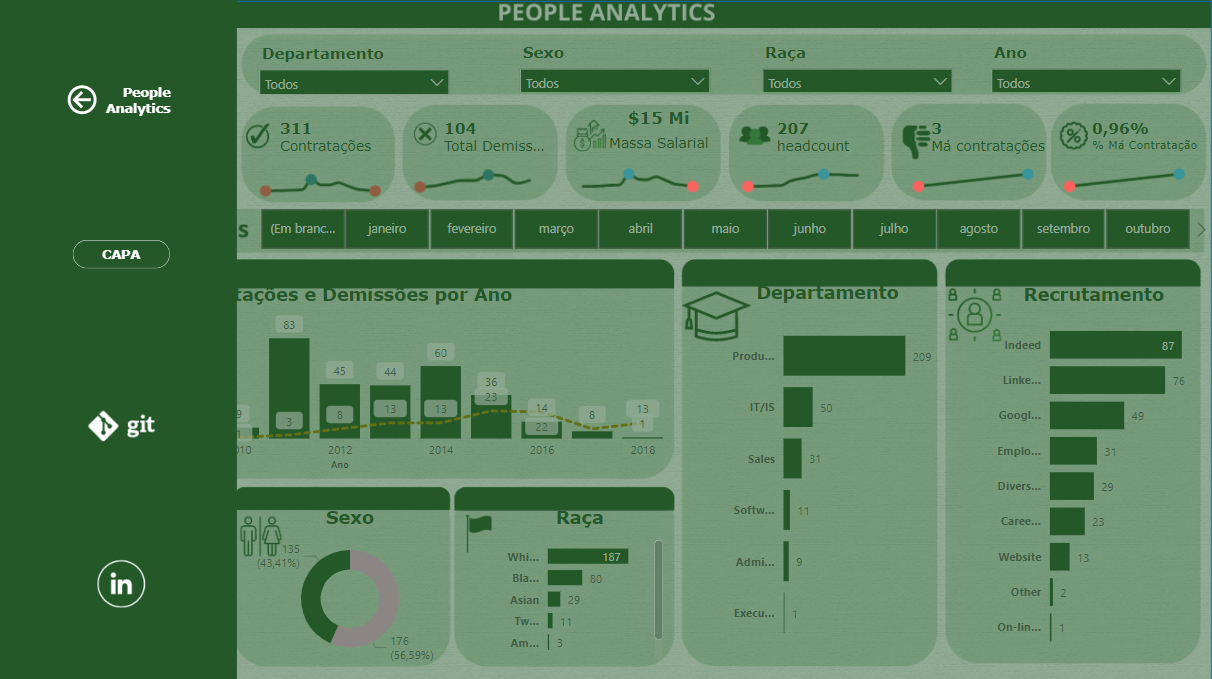 PEOPLE ANALYTICS
People
Analytics
CAPA
git
in
Departamento
Todos
Sexo
Todos
Raça
Todos
Ano
Todos
311
Contratações
104
Total Demiss...
$15 Mi
Massa Salarial
207
headcount
3
Má contratações
0,96%
% Má Contratação
s
(Em branc...
janeiro
fevereiro
março
abril
maio
junho
julho
agosto
setembro
outubro
tações e Demissões por Ano
9
83
45
44
60
36
23
14
22
8
13
1
1
3
8
13
13
010
2012
2014
2016
2018
Ano
Departamento
Produ... 209
IT/IS 50
Sales 31
Softw... 11
Admi... 9
Execu... 1
Recrutamento
Indeed 87
Linke... 76
Googl... 49
Emplo... 31
Divers... 29
Caree... 23
Website 13
Other 2
On-lin... 1
Sexo
135
(43,41%)
176
(56,59%)
Raça
Whi... 187
Bla... 80
Asian 29
Tw... 11
Am... 3